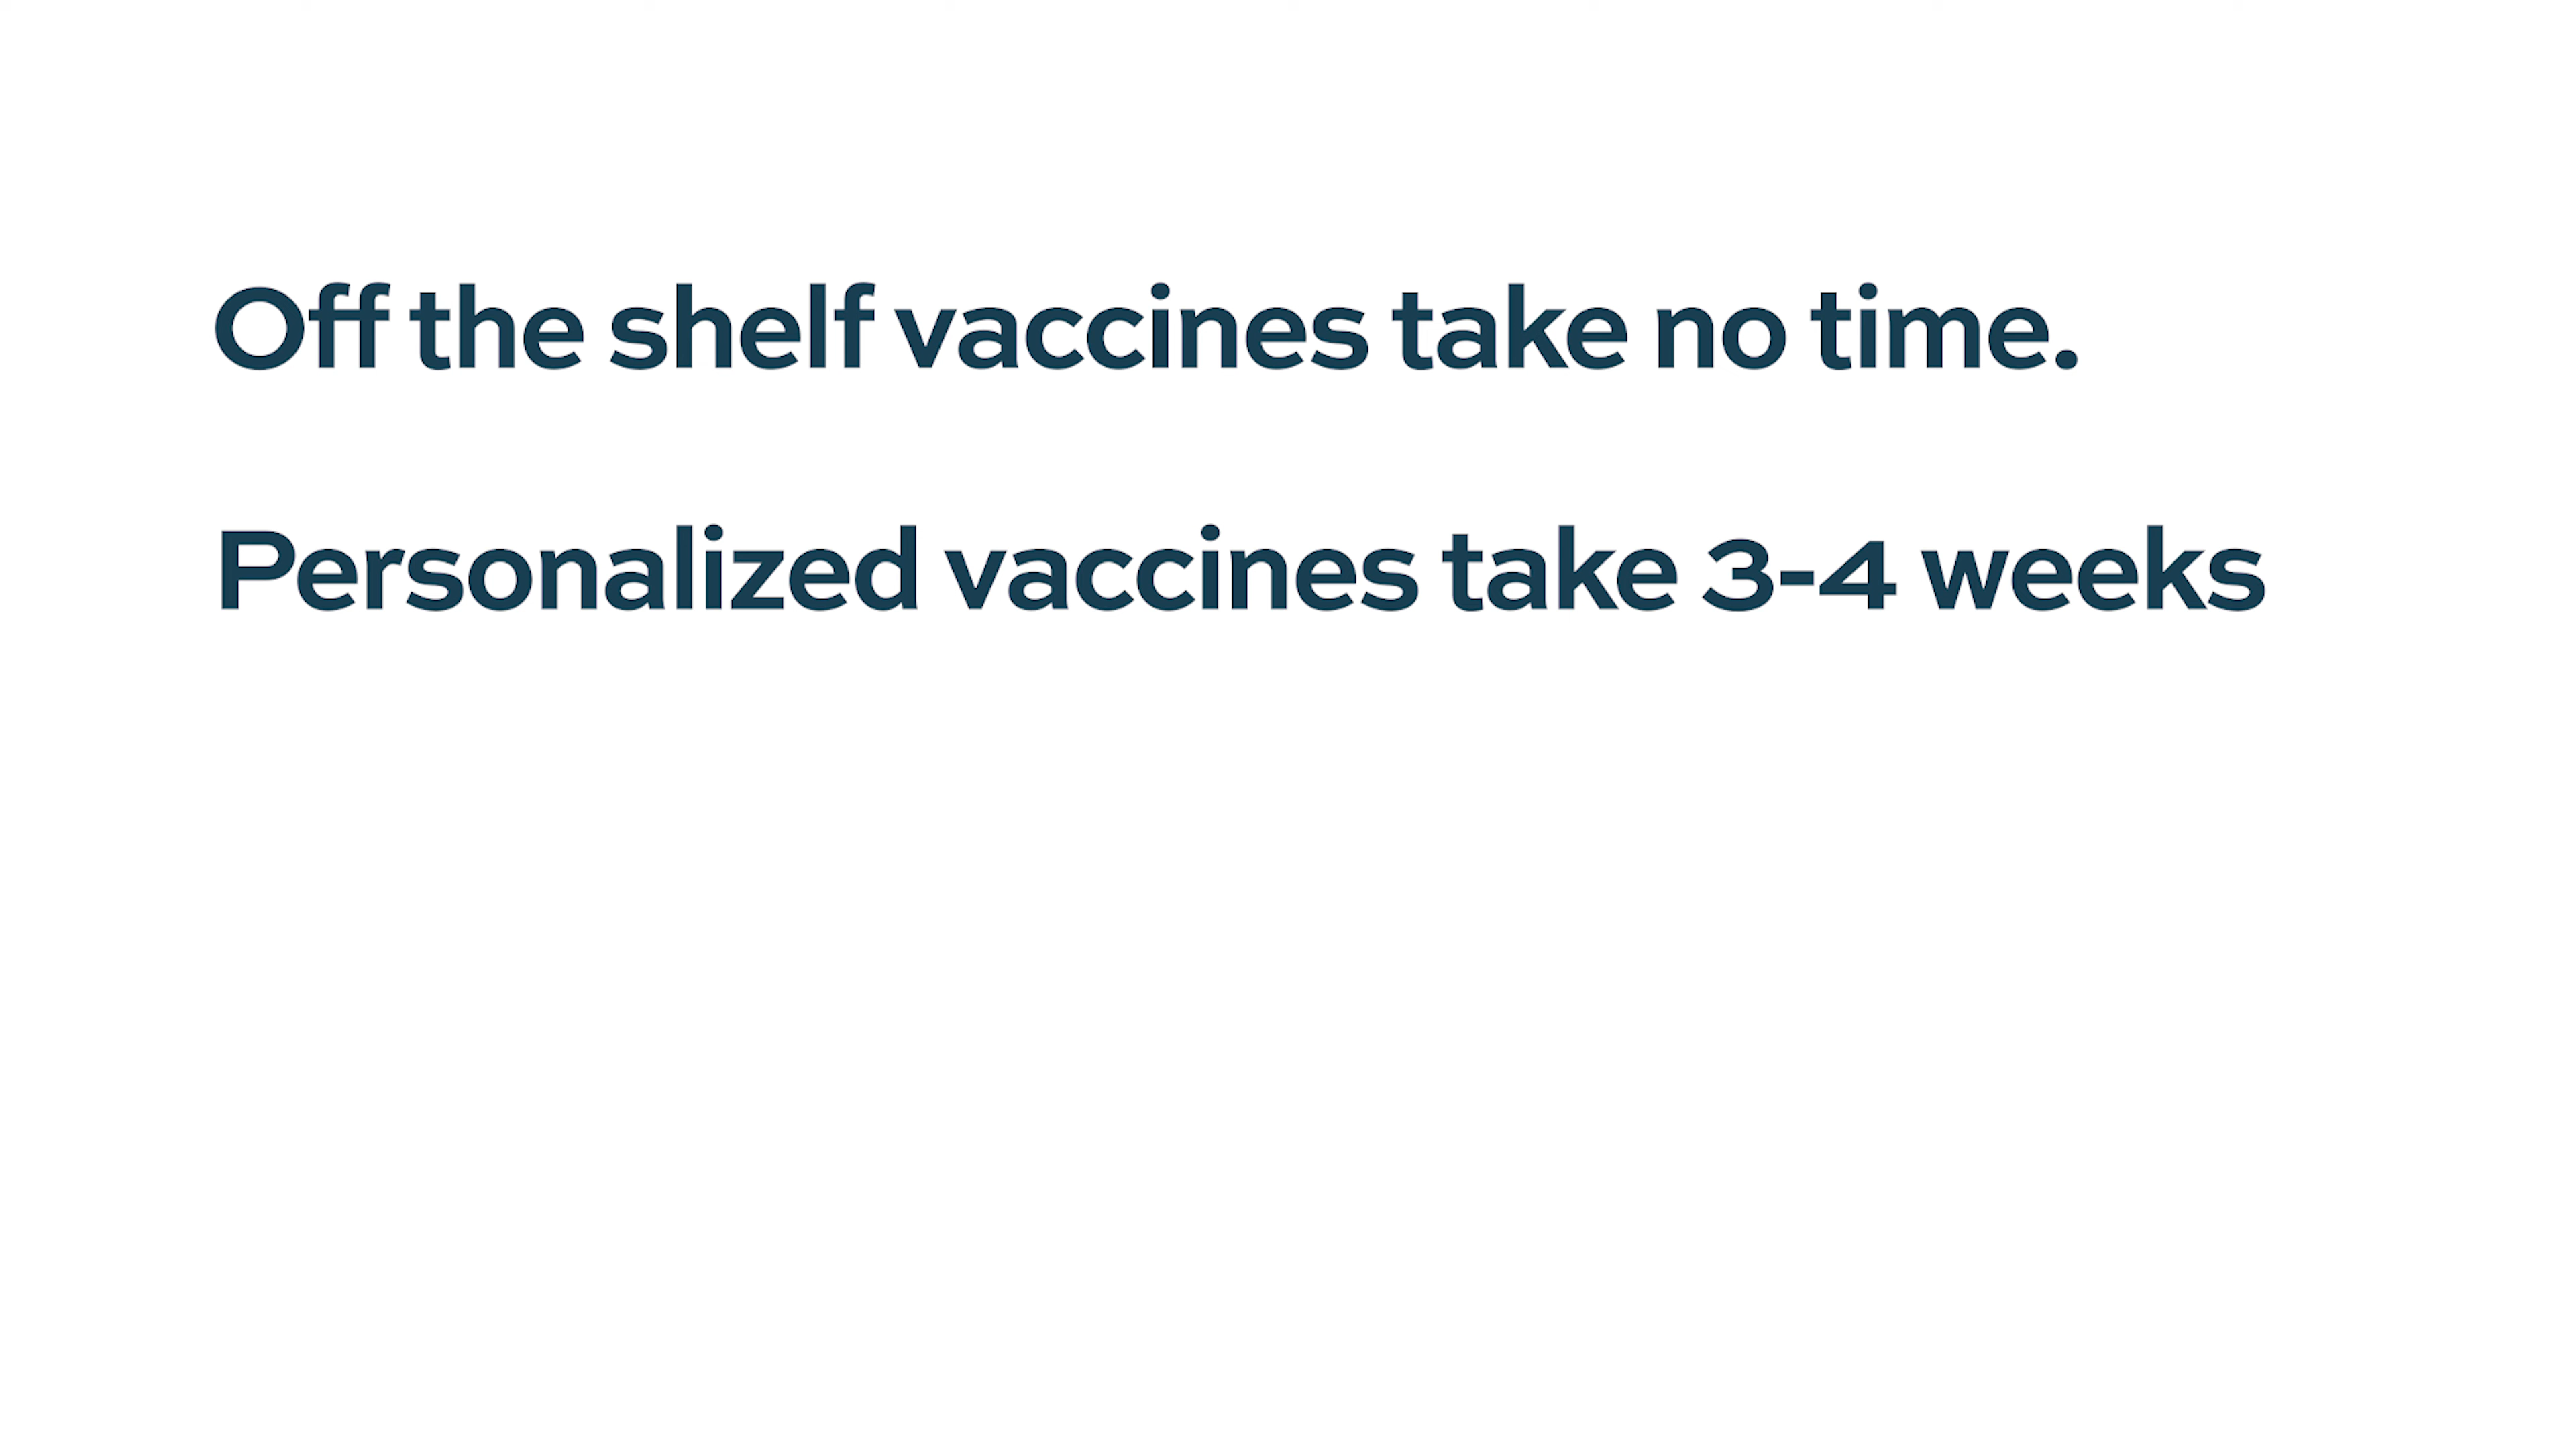 Off the shelf vaccines take no time.
Personalized vaccines take 3-4 weeks